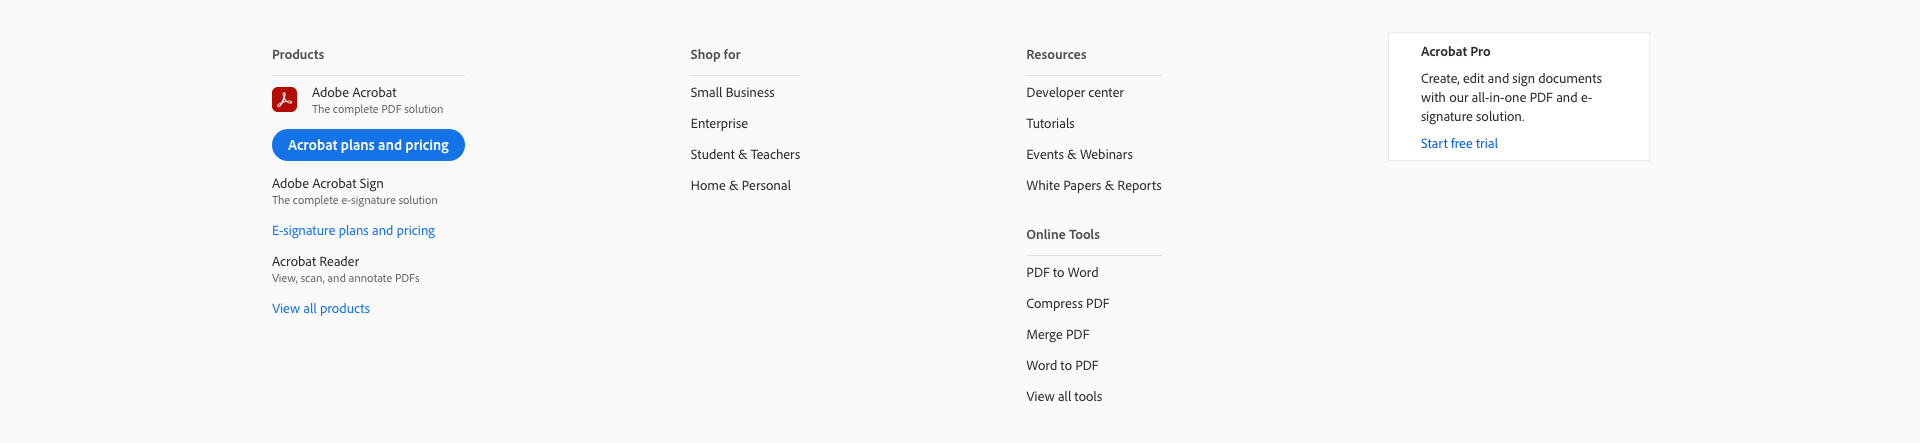 Products
Adobe Acrobat
The complete PDF solution
Acrobat plans and pricing
Adobe Acrobat Sign
The complete e-signature solution
E-signature plans and pricing
Acrobat Reader
View, scan, and annotate PDFs
View all products
Shop for
Small Business
Enterprise
Student & Teachers
Home & Personal
Resources
Developer center
Tutorials
Events & Webinars
White Papers & Reports
Online Tools
PDF to Word
Compress PDF
Merge PDF
Word to PDF
View all tools
Acrobat Pro
Create, edit and sign documents
with our all-in-one PDF and e-
signature solution.
Start free trial